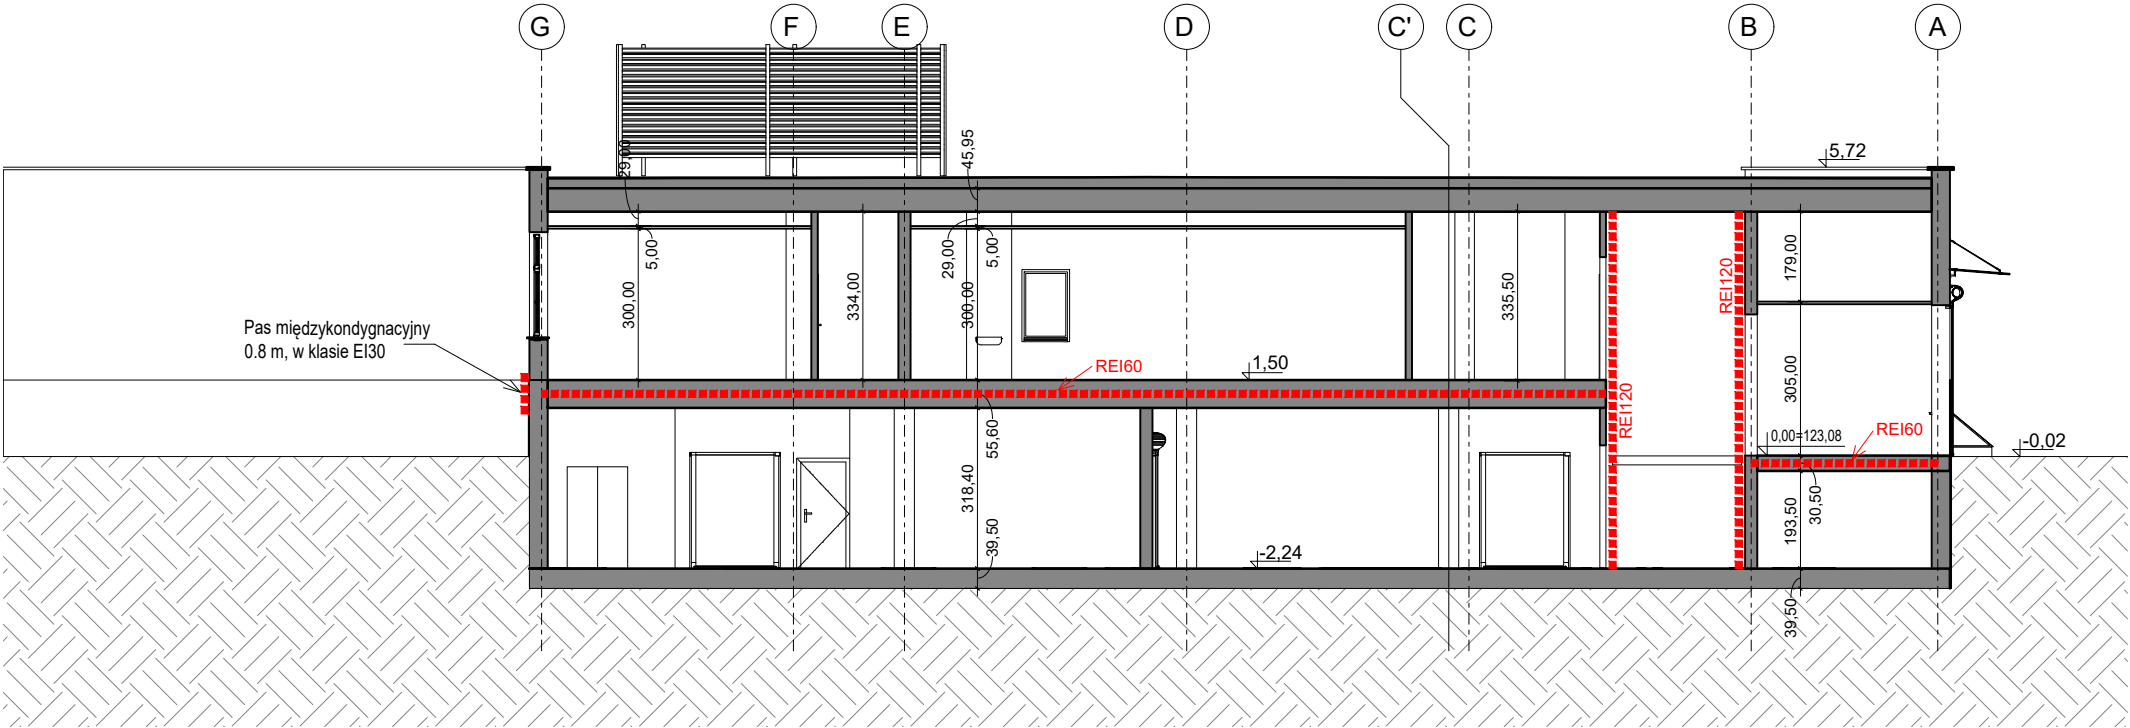 G
F
E
D
C'
C
B
A
29,00
45,95
5,72
5,00
300,00
334,00
29,00
300,00
5,00
335,50
REI120
179,00
305,00
Pas międzykondygnacyjny
0.8 m, w klasie EI30
REI60
1,50
REI120
0,00=123,08
REI60
-0,02
55,60
318,40
39,50
-2,24
193,50
30,50
39,50